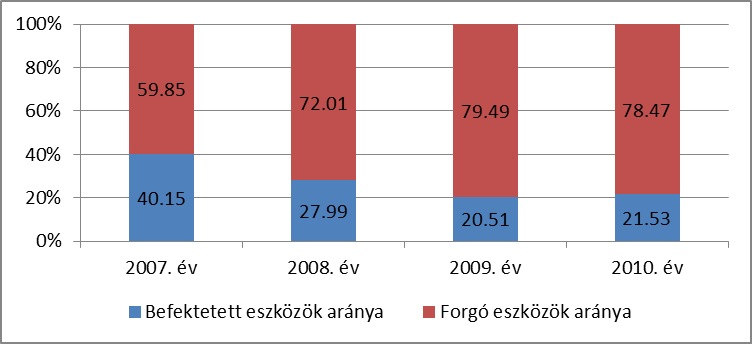 100%
80%
60%
40%
20%
0%
59.85
72.01
79.49
78.47
40.15
27.99
20.51
21.53
2007. év
2008. év
2009. év
2010. év
Befektetett eszközök aránya
Forgó eszközök aránya